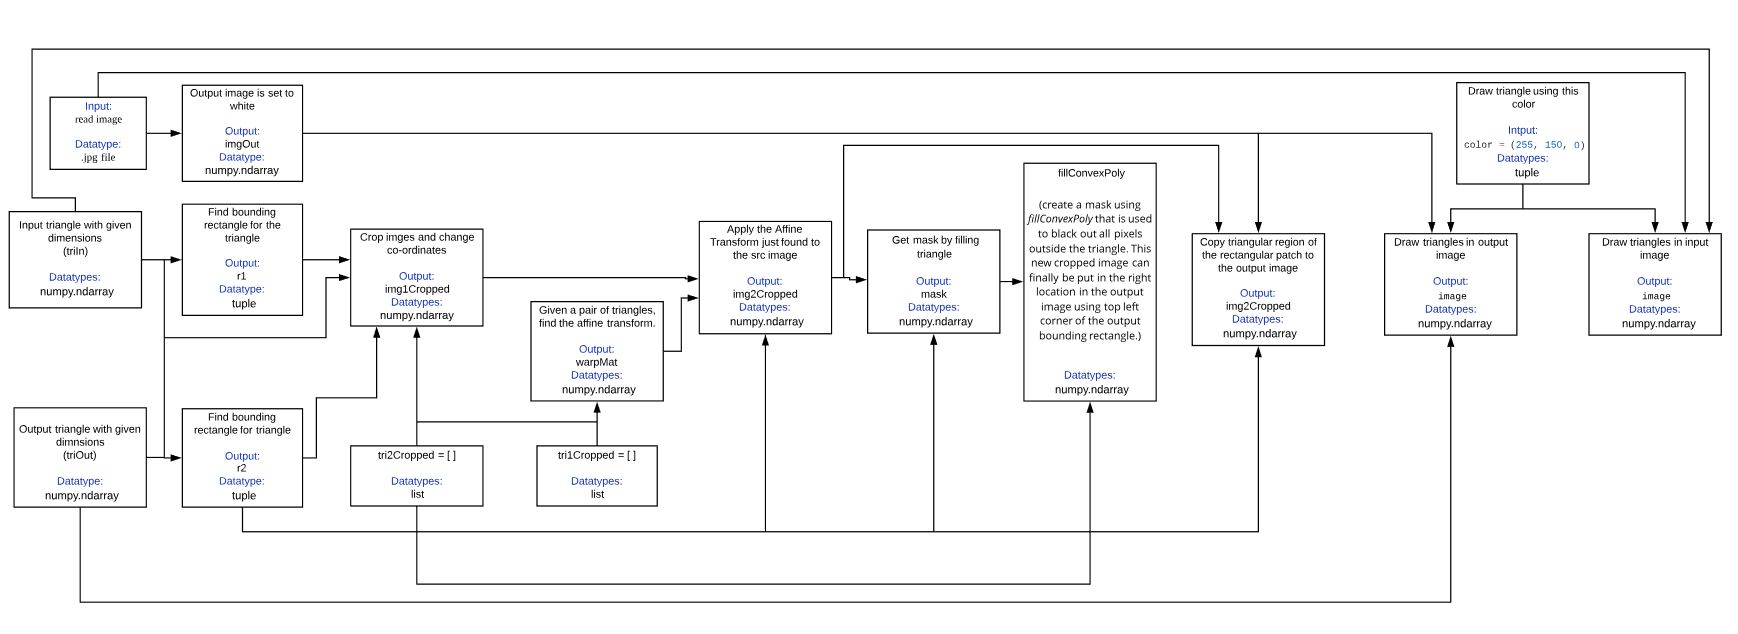 Input:
read image
Datatype:
.jpg file
Output image is set to
white
Output:
imgOut
Datatype:
numpy.ndarray
Draw triangle using this
color
Intput:
color = (255, 150, 0)
Datatypes:
tuple
Input triangle with given
dimensions
(triIn)
Datatypes:
numpy.ndarray
Find bounding
rectangle for the
triangle
Output:
r1
Datatype:
tuple
Crop imges and change
co-ordinates
Output:
img1Cropped
Datatypes:
numpy.ndarray
Given a pair of triangles,
find the affine transform.
Output:
warpMat
Datatypes:
numpy.ndarray
Apply the Affine
Transform just found to
the src image
Output:
img2Cropped
Datatypes:
numpy.ndarray
Get mask by filling
triangle
Output:
mask
Datatypes:
numpy.ndarray
fillConvexPoly
(create a mask using
fillConvexPoly that is used
to black out all pixels
outside the triangle. This
new cropped image can
finally be put in the right
location in the output
image using top left
corner of the output
bounding rectangle.)
Datatypes:
numpy.ndarray
Copy triangular region of
the rectangular patch to
the output image
Output:
img2Cropped
Datatypes:
numpy.ndarray
Draw triangles in output
image
Output:
image
Datatypes:
numpy.ndarray
Draw triangles in input
image
Output:
image
Datatypes:
numpy.ndarray
Output triangle with given
dimnsions
(triOut)
Datatype:
numpy.ndarray
Find bounding
rectangle for triangle
Output:
r2
Datatype:
tuple
tri2Cropped = [ ]
Datatypes:
list
tri1Cropped = [ ]
Datatypes:
list